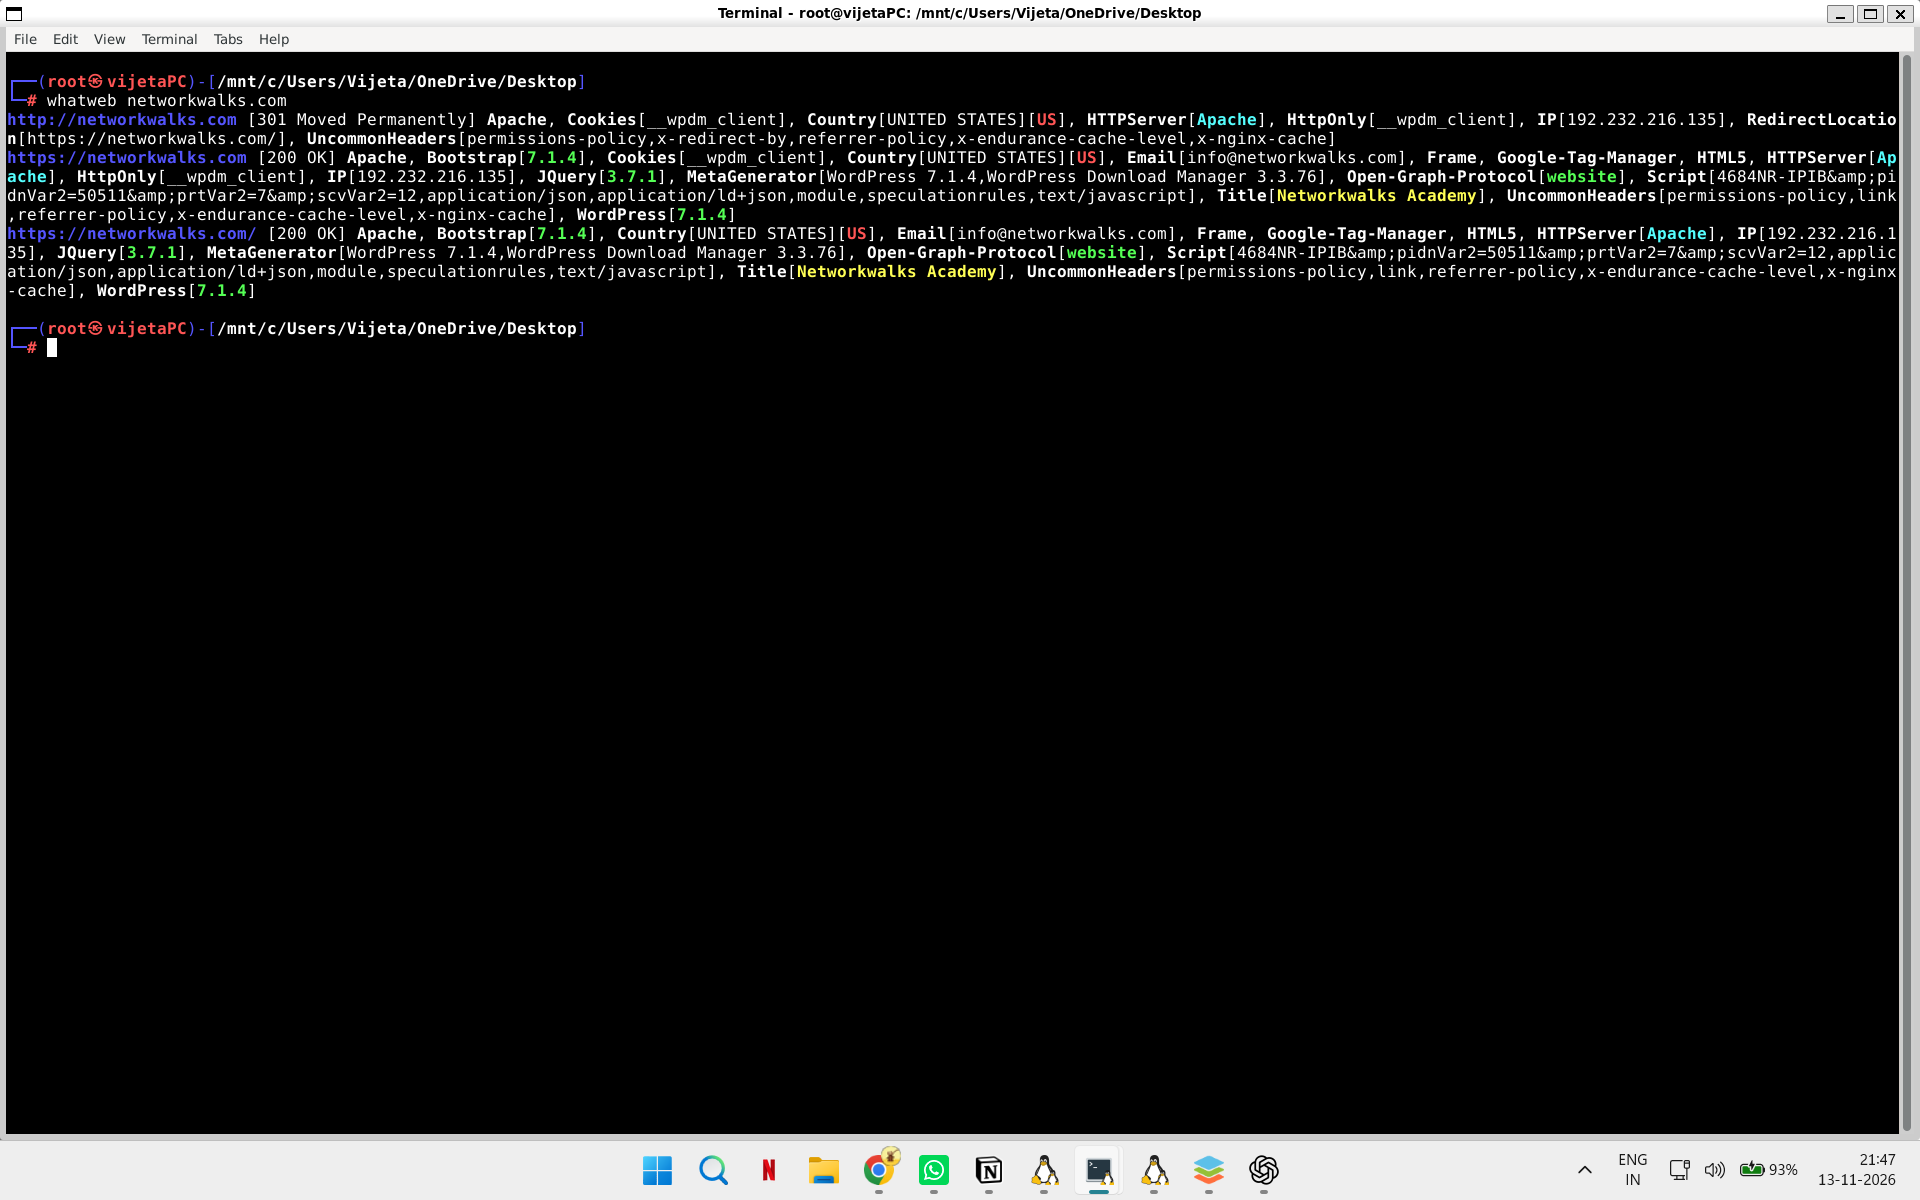 Terminal - root@vijetaPC: /mnt/c/Users/Vijeta/OneDrive/Desktop
File Edit View Terminal Tabs Help
┌──(root㉿vijetaPC)-[/mnt/c/Users/Vijeta/OneDrive/Desktop]
└─# whatweb networkwalks.com
http://networkwalks.com [301 Moved Permanently] Apache, Cookies[__wpdm_client], Country[UNITED STATES][US], HTTPServer[Apache], HttpOnly[__wpdm_client], IP[192.232.216.135], RedirectLocatio
n[https://networkwalks.com/], UncommonHeaders[permissions-policy,x-redirect-by,referrer-policy,x-endurance-cache-level,x-nginx-cache]
https://networkwalks.com [200 OK] Apache, Bootstrap[7.1.4], Cookies[__wpdm_client], Country[UNITED STATES][US], Email[info@networkwalks.com], Frame, Google-Tag-Manager, HTML5, HTTPServer[Ap
ache], HttpOnly[__wpdm_client], IP[192.232.216.135], JQuery[3.7.1], MetaGenerator[WordPress 7.1.4,WordPress Download Manager 3.3.76], Open-Graph-Protocol[website], Script[4684NR-IPIB&amp;pi
dnVar2=50511&amp;prtVar2=7&amp;scvVar2=12,application/json,application/ld+json,module,speculationrules,text/javascript], Title[Networkwalks Academy], UncommonHeaders[permissions-policy,link
,referrer-policy,x-endurance-cache-level,x-nginx-cache], WordPress[7.1.4]
https://networkwalks.com/ [200 OK] Apache, Bootstrap[7.1.4], Country[UNITED STATES][US], Email[info@networkwalks.com], Frame, Google-Tag-Manager, HTML5, HTTPServer[Apache], IP[192.232.216.1
35], JQuery[3.7.1], MetaGenerator[WordPress 7.1.4,WordPress Download Manager 3.3.76], Open-Graph-Protocol[website], Script[4684NR-IPIB&amp;pidnVar2=50511&amp;prtVar2=7&amp;scvVar2=12,applic
ation/json,application/ld+json,module,speculationrules,text/javascript], Title[Networkwalks Academy], UncommonHeaders[permissions-policy,link,referrer-policy,x-endurance-cache-level,x-nginx
-cache], WordPress[7.1.4]
┌──(root㉿vijetaPC)-[/mnt/c/Users/Vijeta/OneDrive/Desktop]
└─#
ENG
IN
93%
21:47
13-11-2026